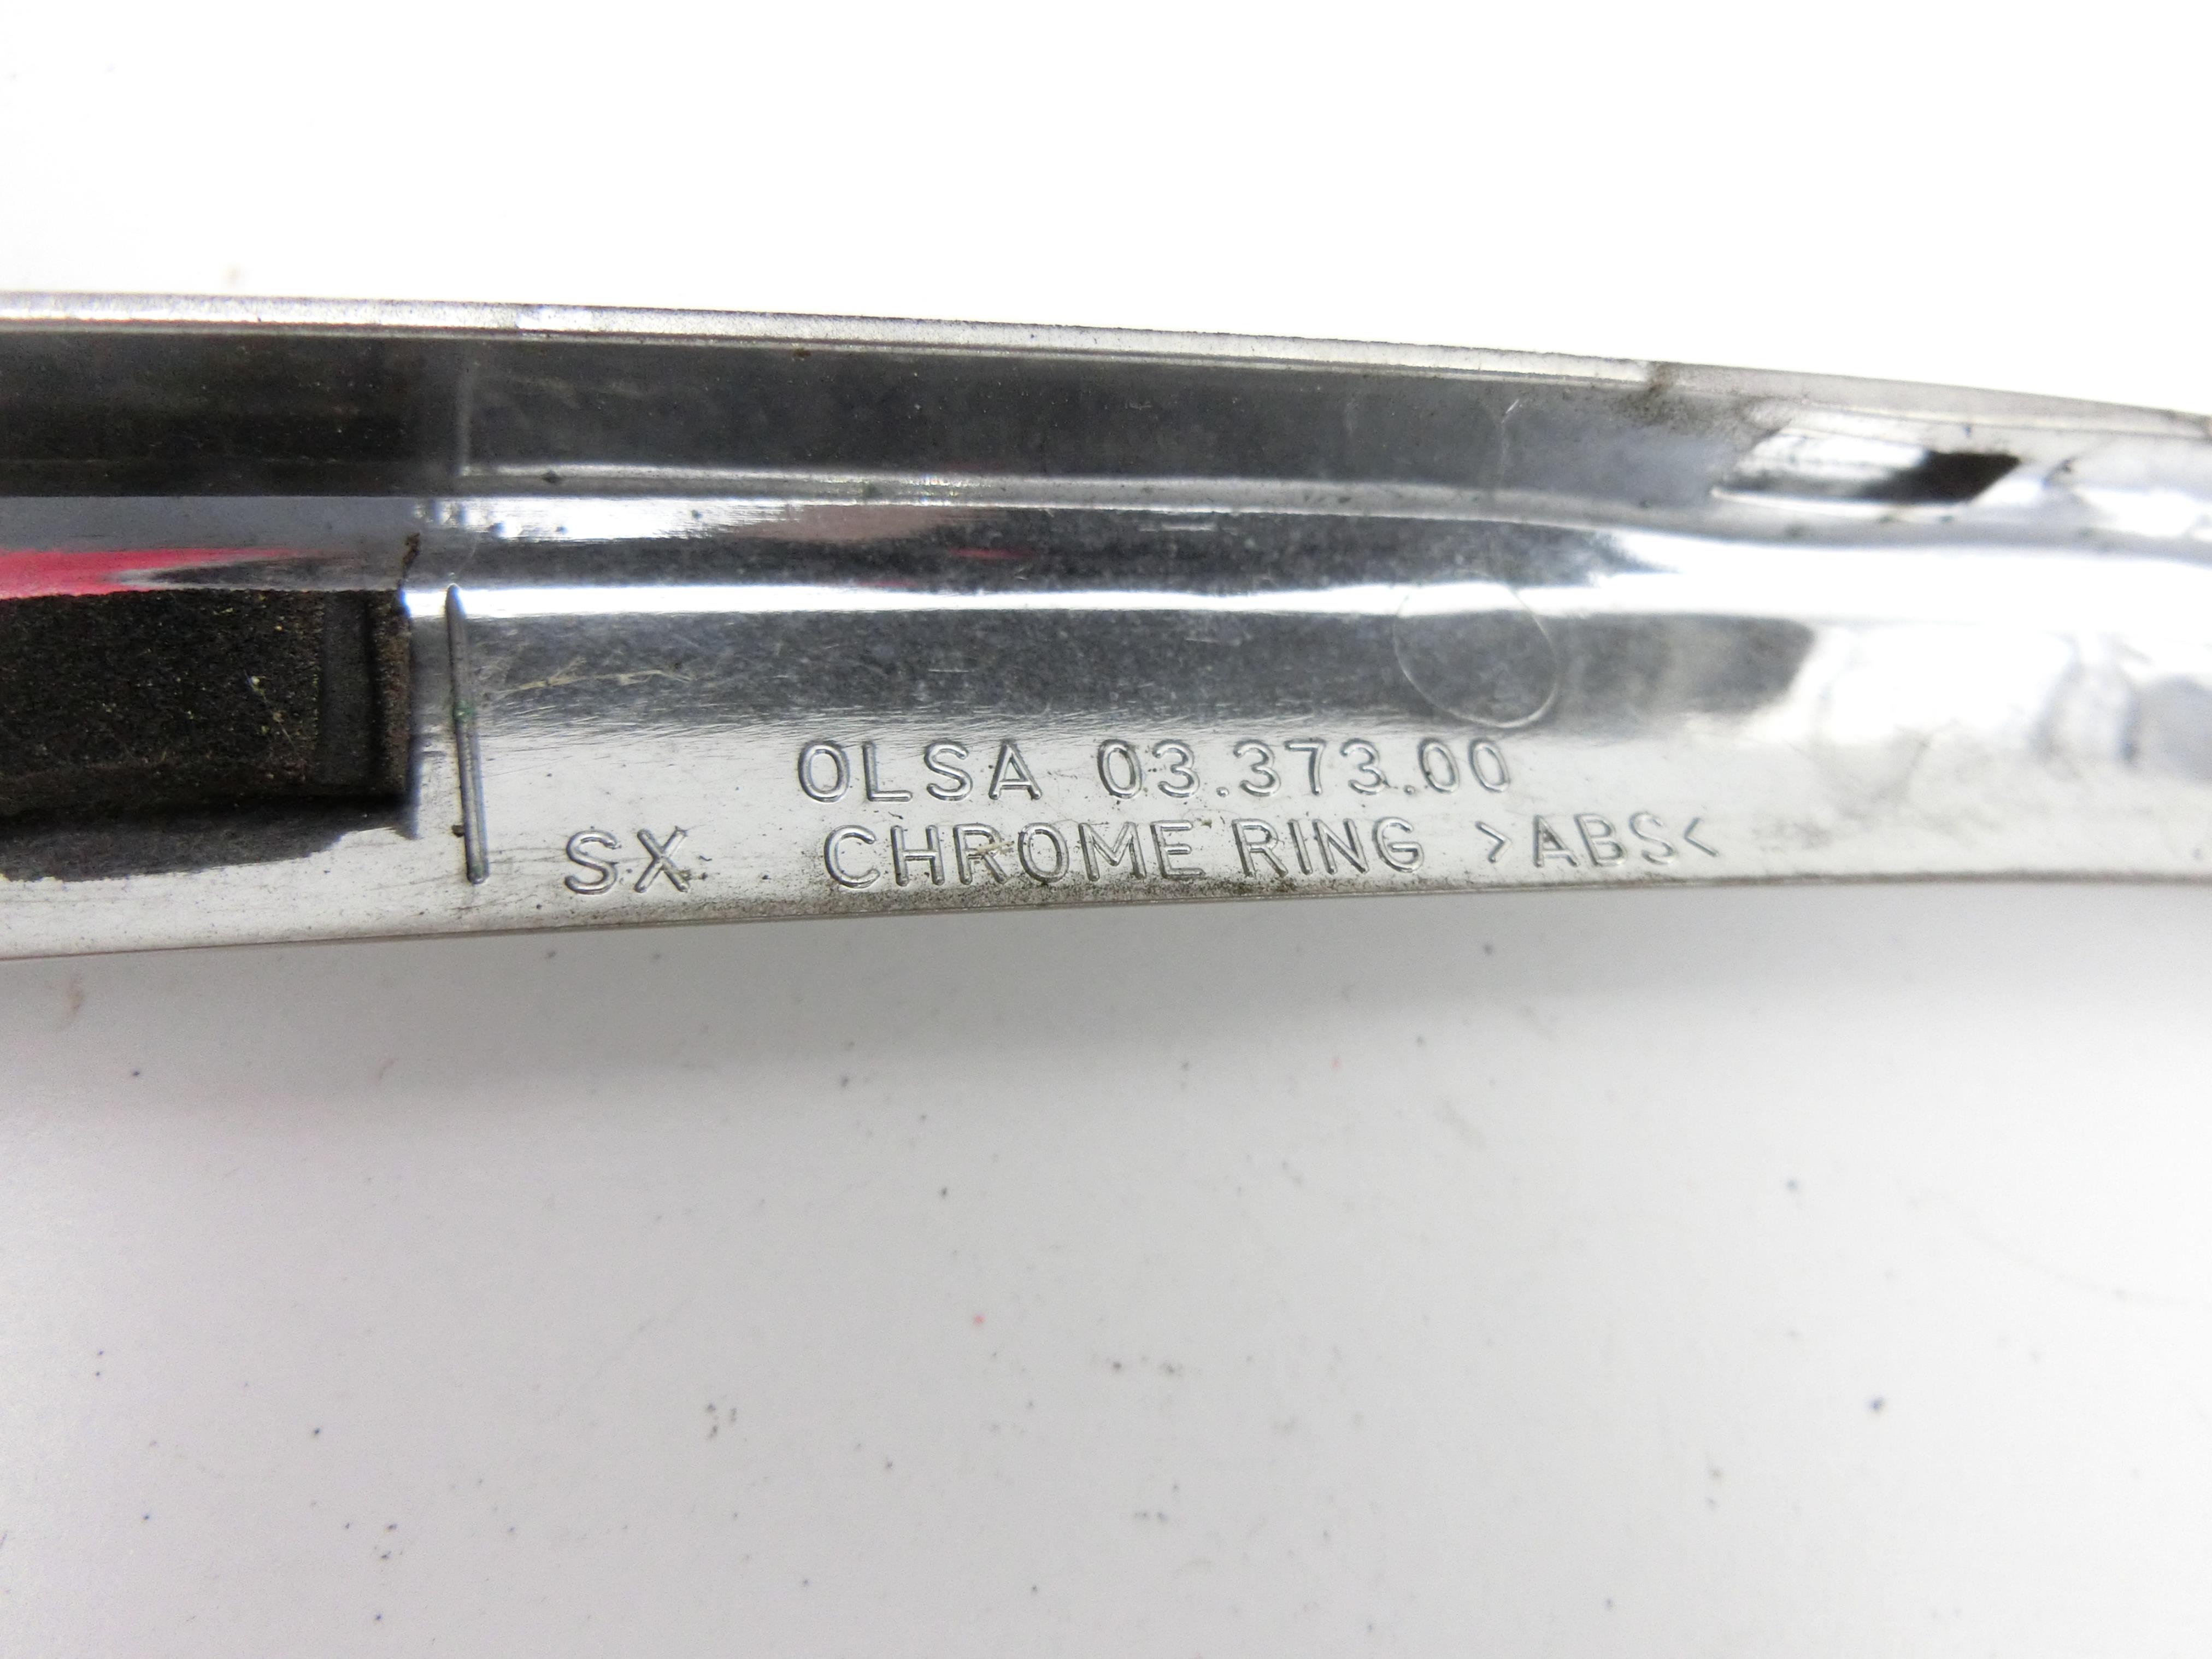 OLSA 03.373.00
SX CHROME RING >ABS<